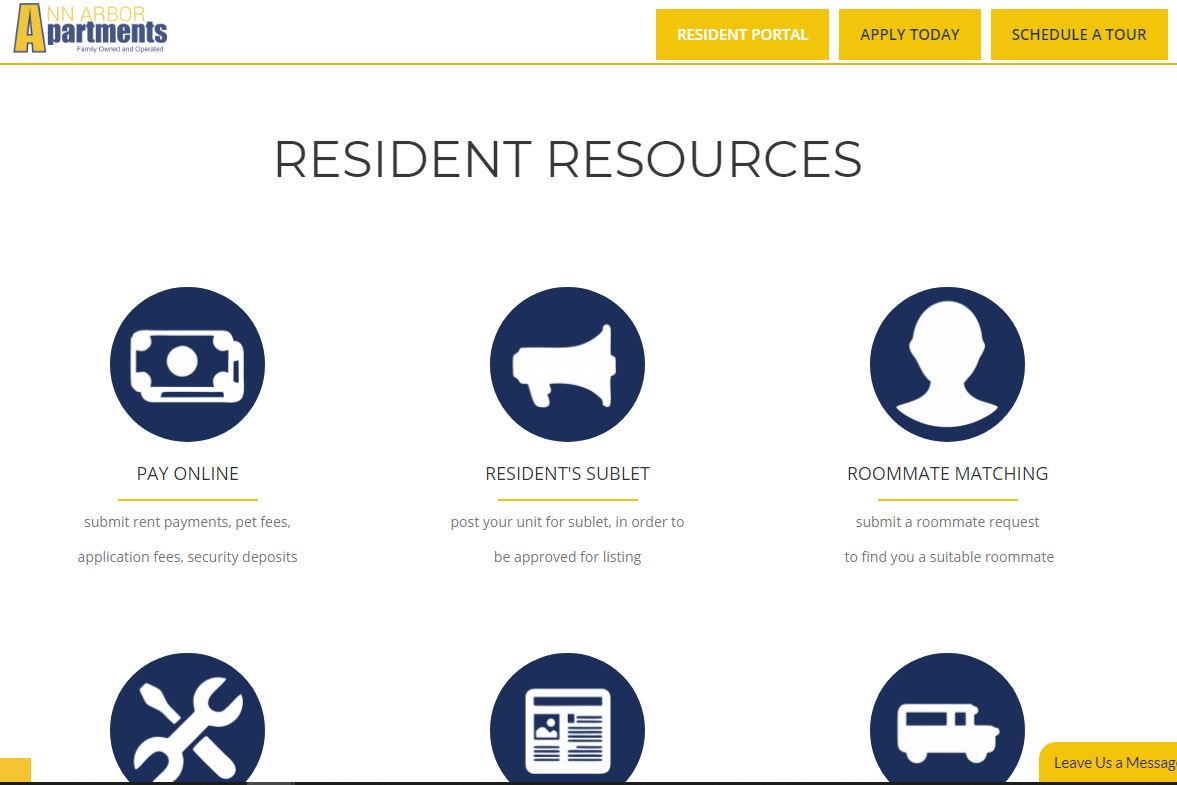 ANN ARBOR
Apartments
Family Owned and Operated
RESIDENT PORTAL
APPLY TODAY
SCHEDULE A TOUR
RESIDENT RESOURCES
PAY ONLINE
submit rent payments, pet fees,
application fees, security deposits
RESIDENT'S SUBLET
post your unit for sublet, in order to
be approved for listing
ROOMMATE MATCHING
submit a roommate request
to find you a suitable roommate
Leave Us a Messag